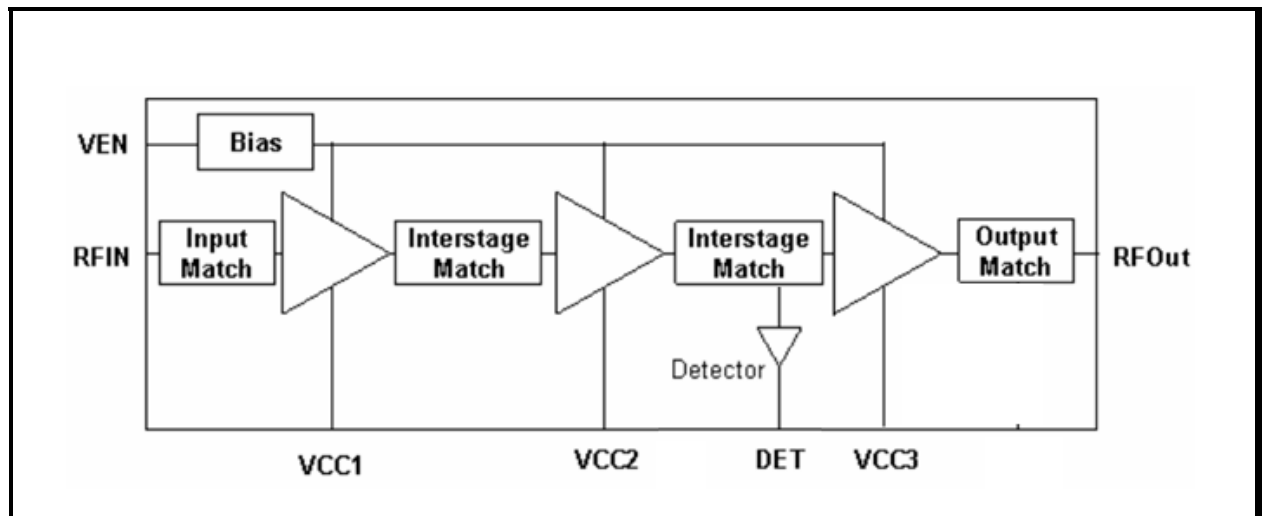 VEN
Bias
RFIN
Input
Match
Interstage
Match
Interstage
Match
Output
Match
RFOut
Detector
VCC1
VCC2
DET
VCC3